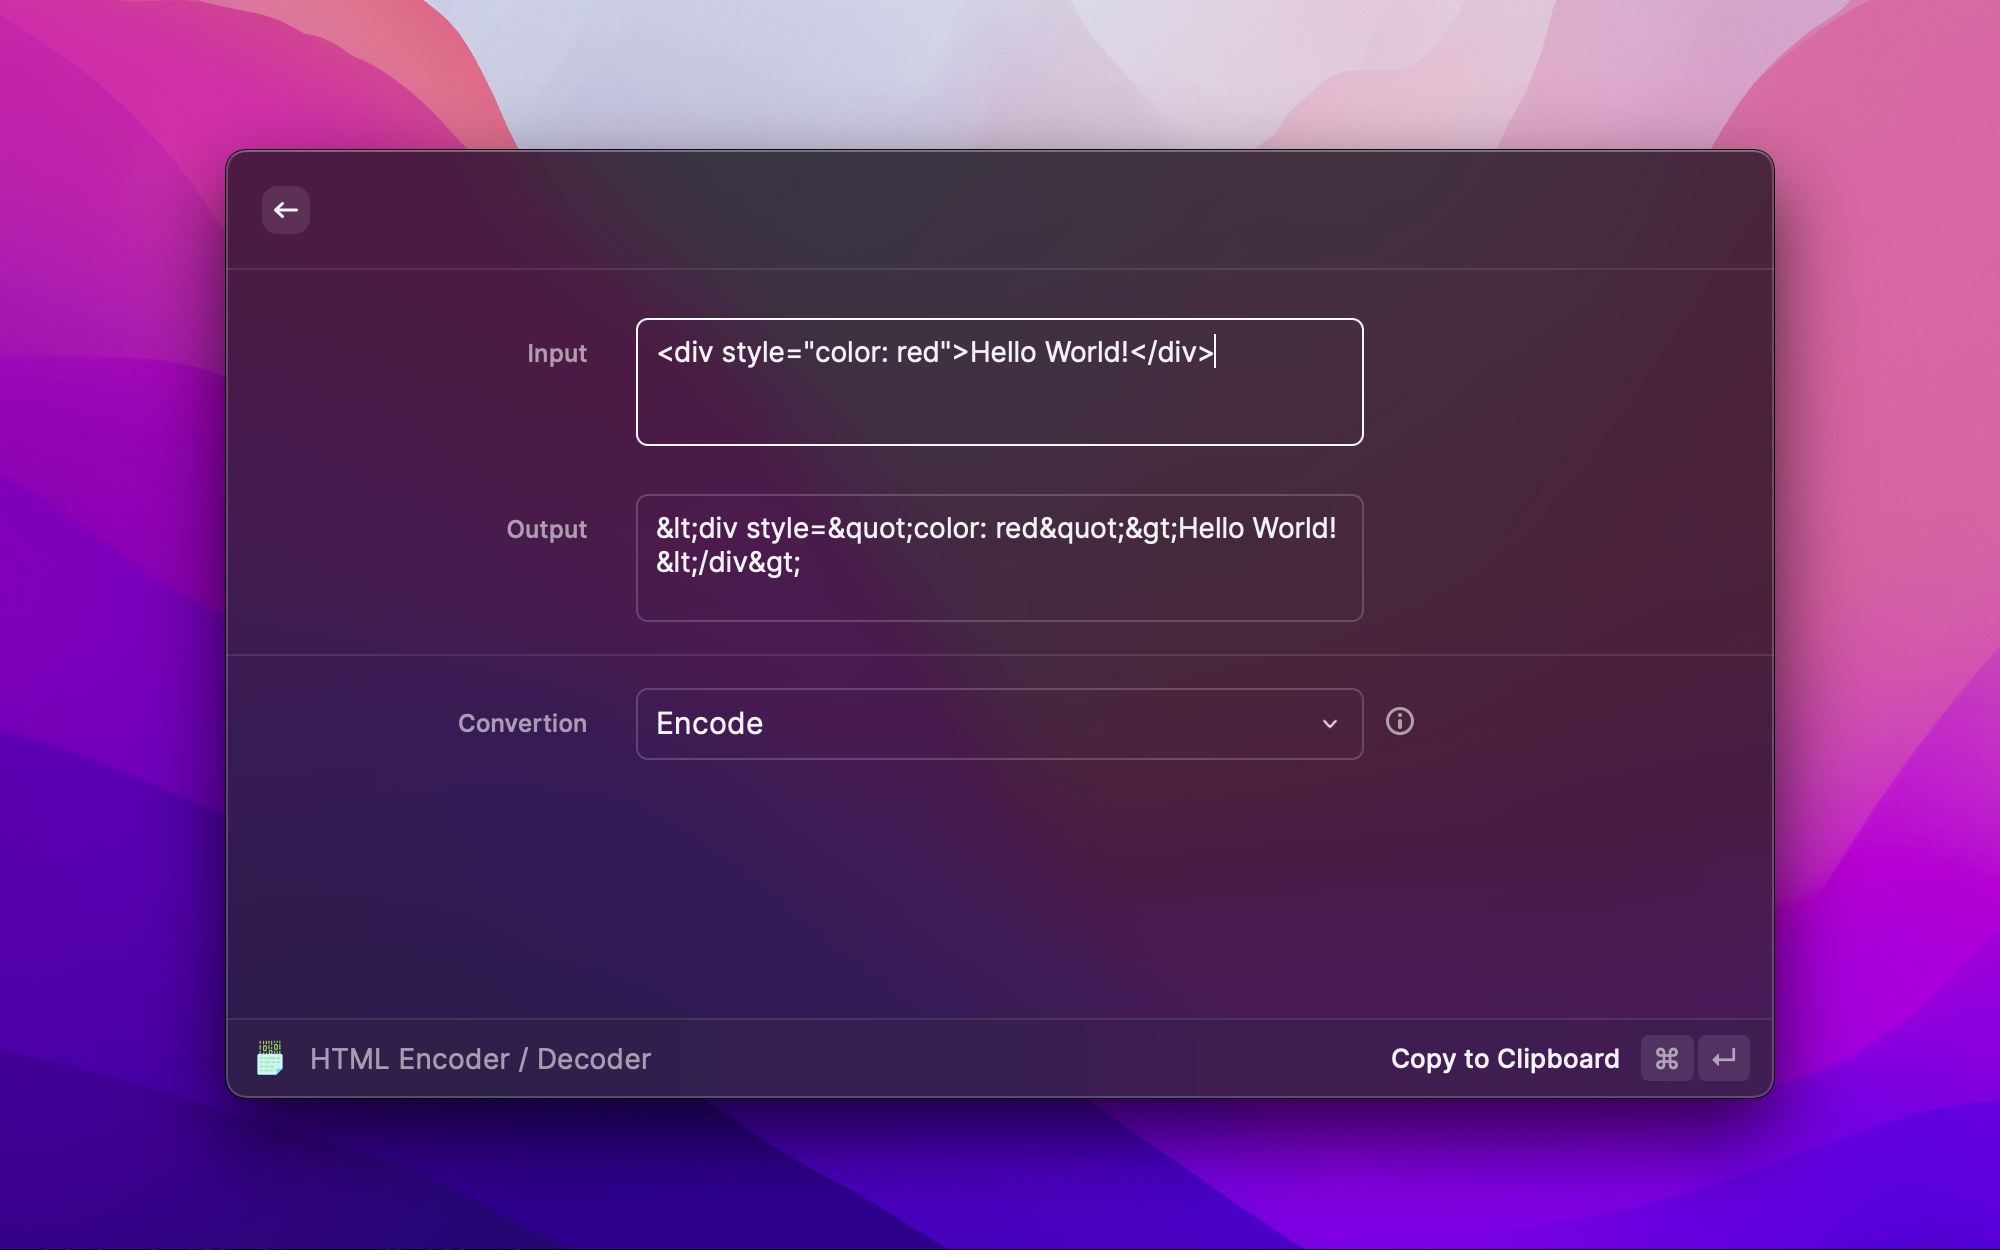 Input
<div style="color: red">Hello World!</div>
Output
&lt;div style=&quot;color: red&quot;&gt;Hello World!
&lt;/div&gt;
Convertion
Encode
HTML Encoder / Decoder
Copy to Clipboard ⌘ ↵